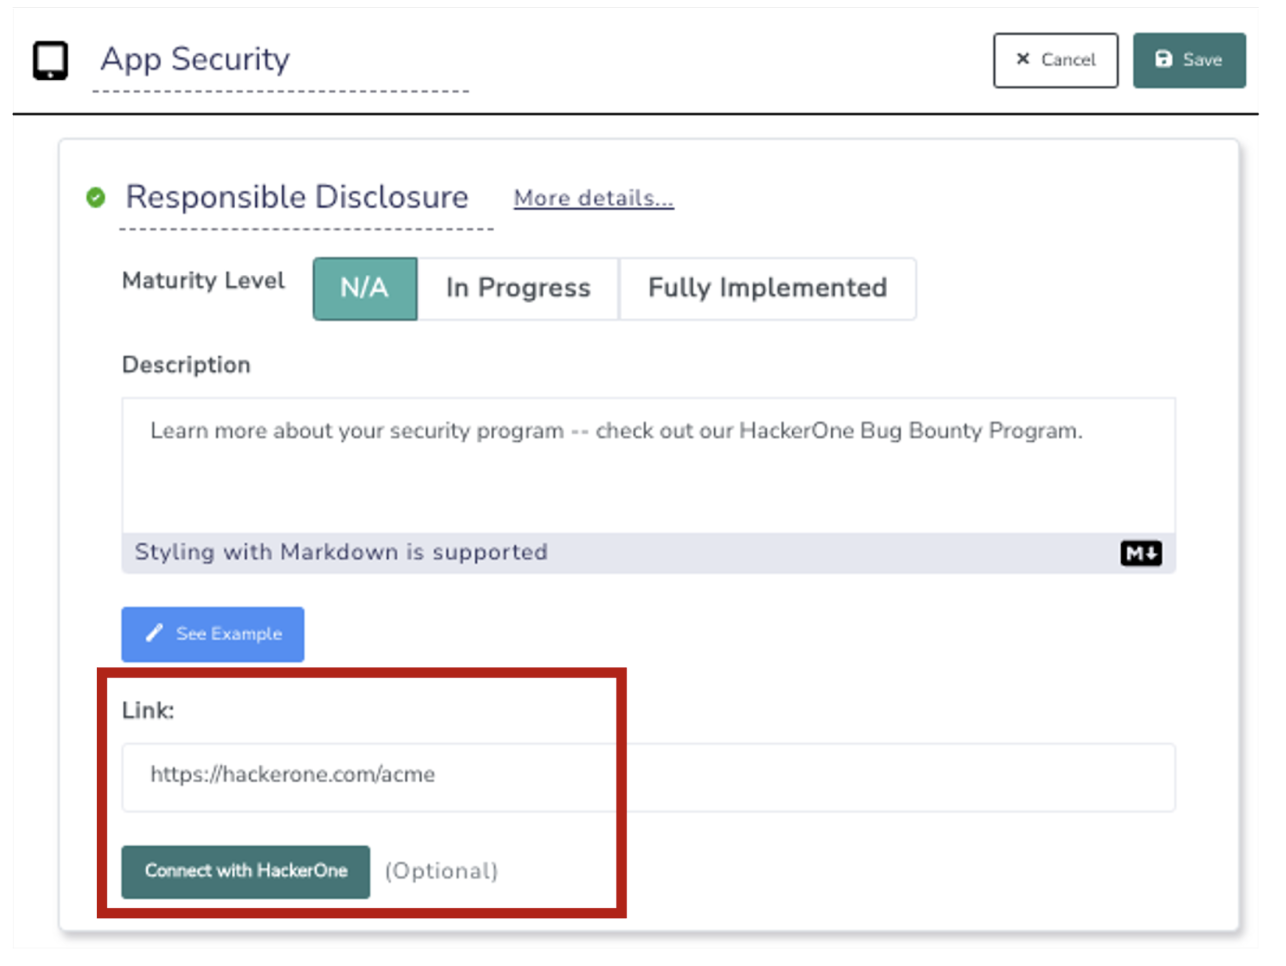 App Security
Cancel
Save
Responsible Disclosure More details...
Maturity Level N/A In Progress Fully Implemented
Description
Learn more about your security program -- check out our HackerOne Bug Bounty Program.
Styling with Markdown is supported M
See Example
Link:
https://hackerone.com/acme
Connect with HackerOne (Optional)